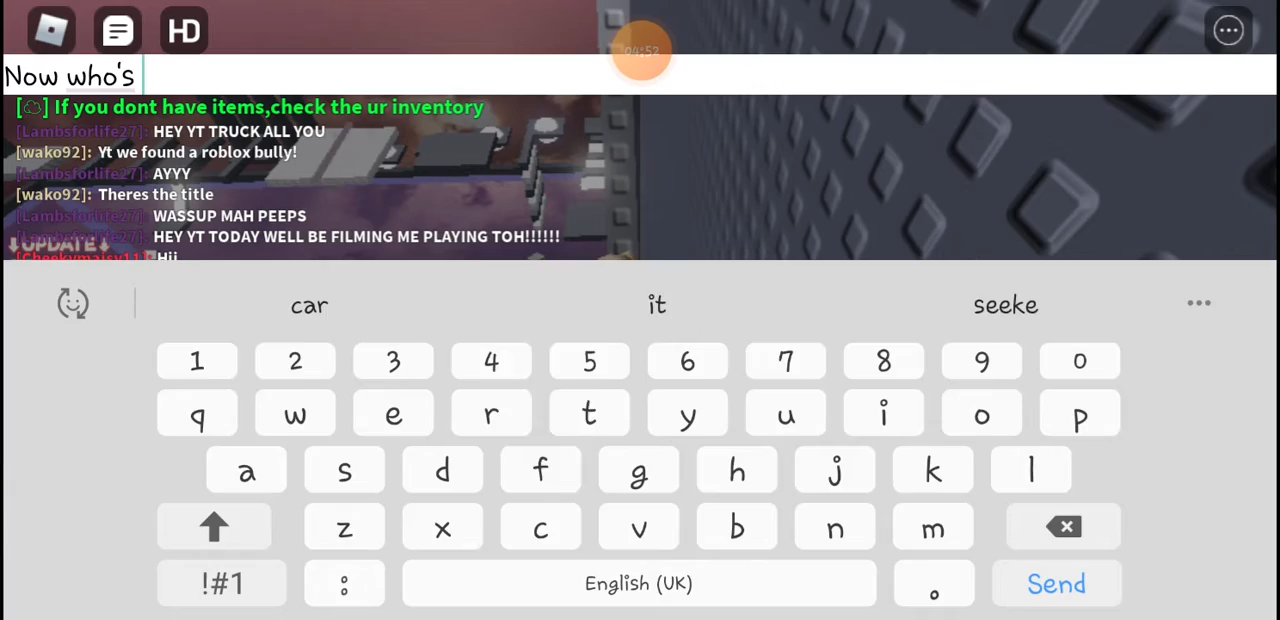 HD
04:52
Now who's
If you dont have items,check the ur inventory
[Lambsforlife27]: HEY YT TRUCK ALL YOU
[wako92]: Yt we found a roblox bully!
[Lambsforlife27]: AYYY
[wako92]: Theres the title
[Lambsforlife27]: WASSUP MAH PEEPS
[Lambsforlife27]: HEY YT TODAY WELL BE FILMING ME PLAYING TOH!!!!!!
↓UPDATE↓
[Cheekymaisy11]: Hii
car it seeke
1 2 3 4 5 6 7 8 9 0
q w e r t y u i o p
a s d f g h j k l
z x c v b n m
!#1 : English (UK) . Send